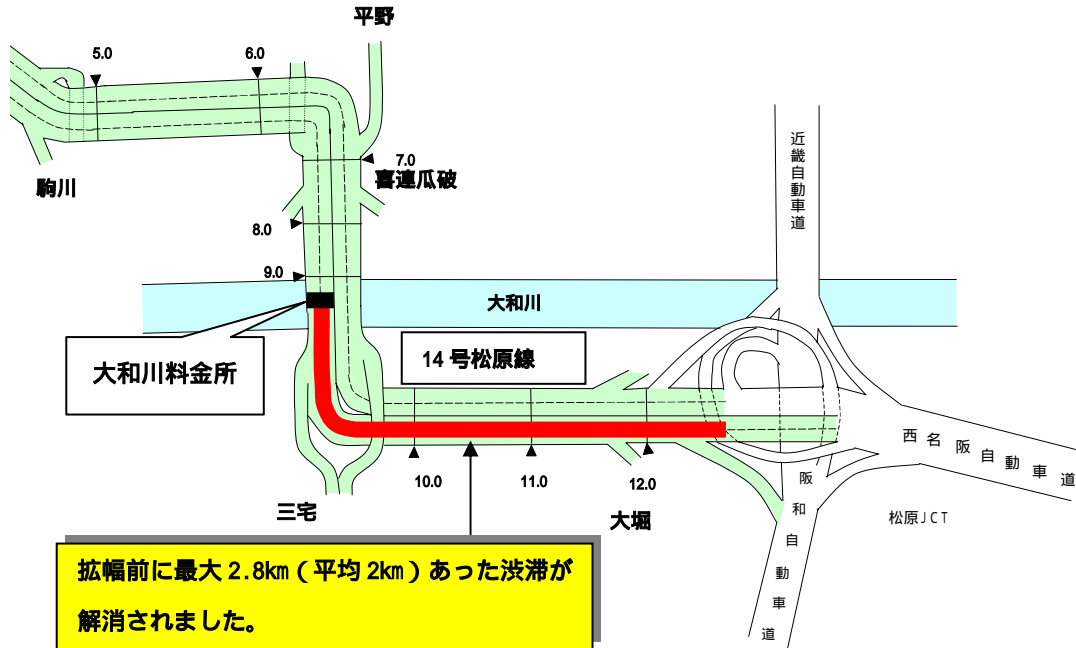 平野
5.0
6.0
駒川
7.0
喜連瓜破
8.0
9.0
近畿自動車道
大和川
大和川料金所
14号松原線
10.0
11.0
12.0
三宅
大堀
西名阪自動車道
阪和自動車道
松原JCT
拡幅前に最大 2.8km（平均 2km）あった渋滞が
解消されました。